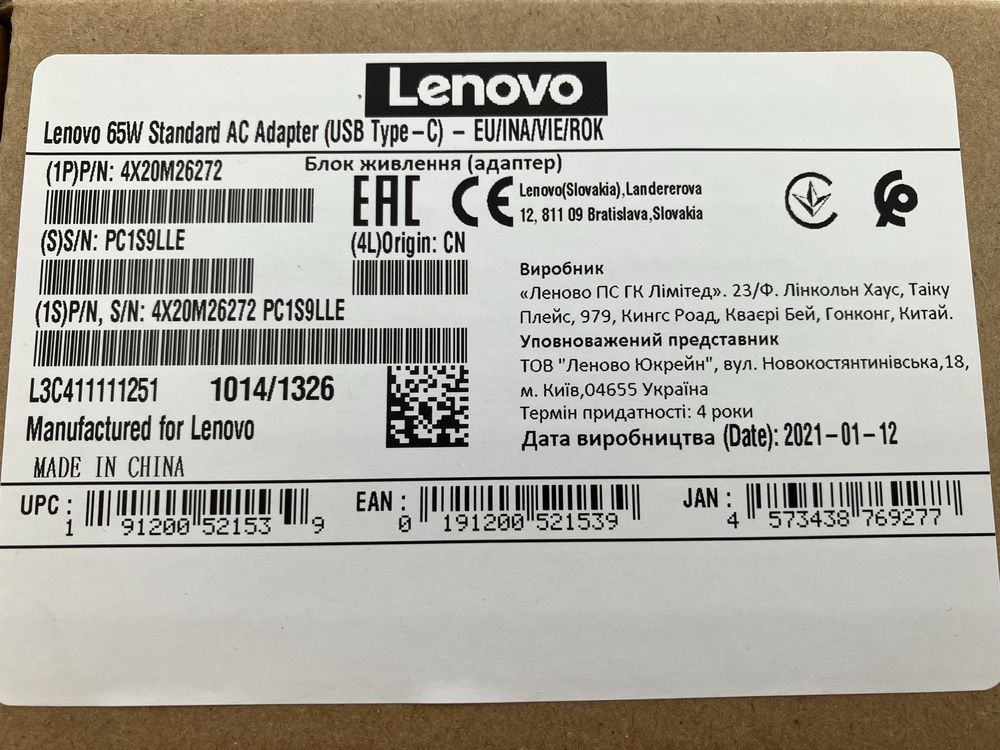 Lenovo
Lenovo 65W Standard AC Adapter (USB Type-C) - EU/INA/VIE/ROK
(1P)P/N: 4X20M26272
Блок живлення (адаптер)
EAC CE
Lenovo(Slovakia),Landererova
12, 811 09 Bratislava,Slovakia
(S)S/N: PC1S9LLE
(4L)Origin: CN
(1S)P/N, S/N: 4X20M26272 PC1S9LLE
L3C411111251 1014/1326
Manufactured for Lenovo
MADE IN CHINA
Виробник
«Леново ПС ГК Лімітед». 23/Ф. Лінкольн Хаус, Таіку
Плейс, 979, Кингс Роад, Кваєрі Бей, Гонконг, Китай.
Уповноважений представник
ТОВ "Леново Юкрейн", вул. Новокостянтинівська,18,
м. Київ,04655 Україна
Термін придатності: 4 роки
Дата виробництва (Date): 2021-01-12
UPC : 1 91200 52153 9
EAN : 0 191200 521539
JAN : 4 573438 769277